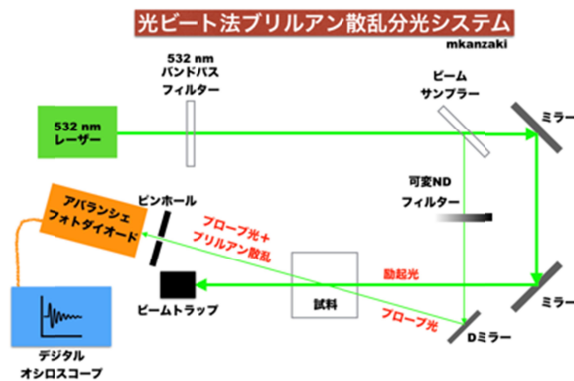 光ビート法ブリルアン散乱分光システム
mkanzaki
532 nm
バンドパス
フィルター
ビーム
サンプラー
ミラー
532 nm
レーザー
可変ND
フィルター
ピンホール
アバランシェ
フォトダイオード
プローブ光+
ブリルアン散乱
励起光
試料
ビームトラップ
プローブ光
Dミラー
ミラー
デジタル
オシロスコープ